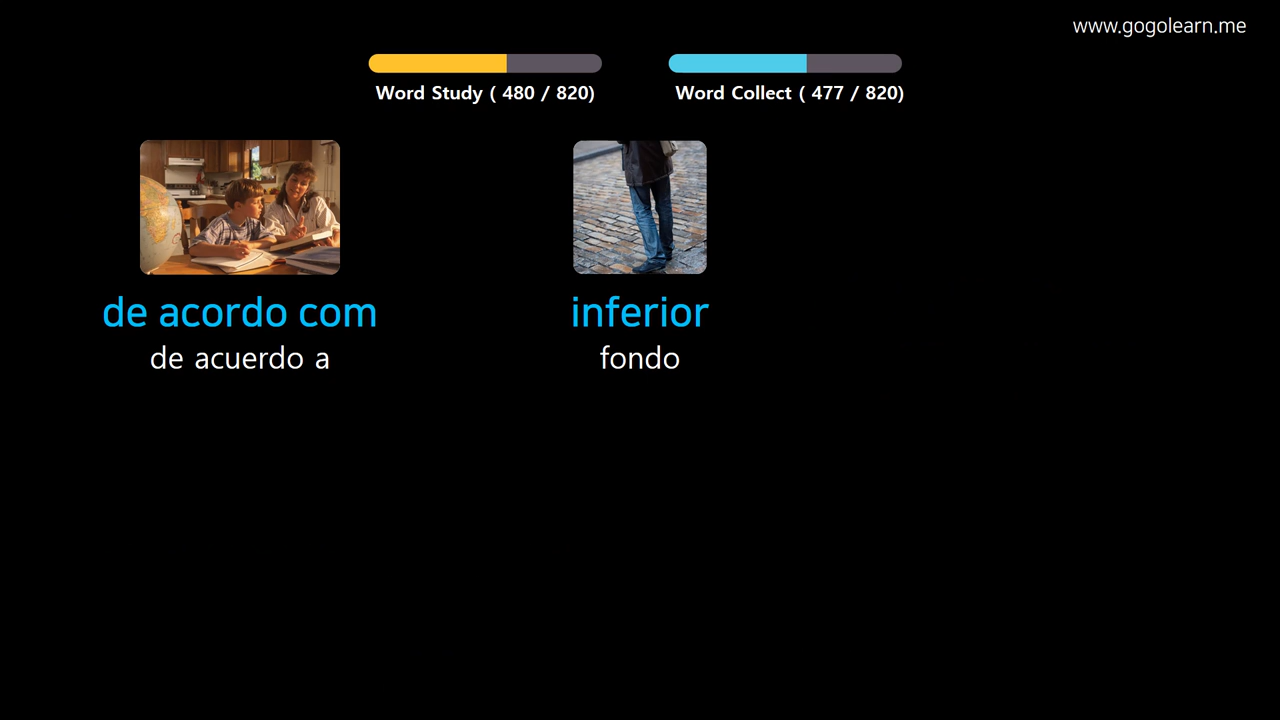 www.gogolearn.me
Word Study ( 480 / 820)
Word Collect ( 477 / 820)
de acordo com
de acuerdo a
inferior
fondo